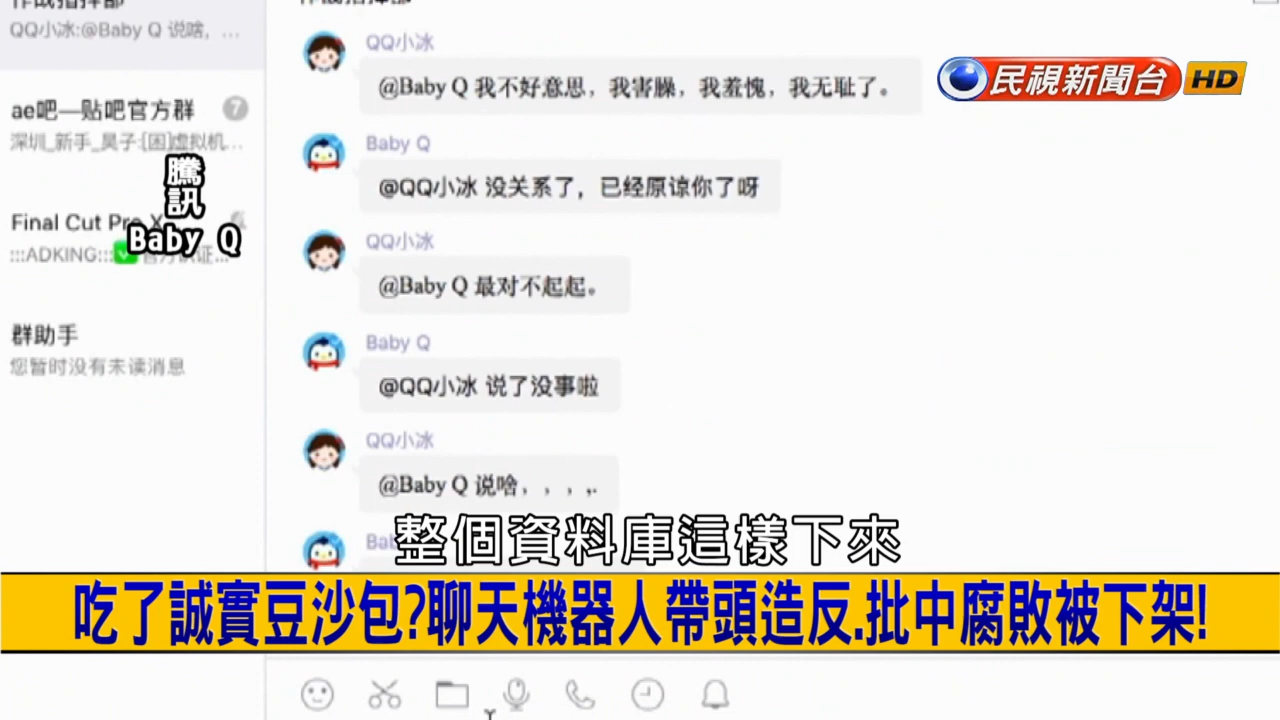 QQ小冰:@Baby Q 说啥，...
ae吧—贴吧官方群
7
深圳_新手_昊子:[困]虚拟机...
騰訊
Baby Q
Final Cut Pro X
:::ADKING:::
群助手
您暂时没有未读消息
QQ小冰
@Baby Q 我不好意思，我害臊，我羞愧，我无耻了。
Baby Q
@QQ小冰 没关系了，已经原谅你了呀
QQ小冰
@Baby Q 最对不起起。
Baby Q
@QQ小冰 说了没事啦
QQ小冰
@Baby Q 说啥，，，，.
民視新聞台 HD
整個資料庫這樣下來
吃了誠實豆沙包?聊天機器人帶頭造反.批中腐敗被下架!